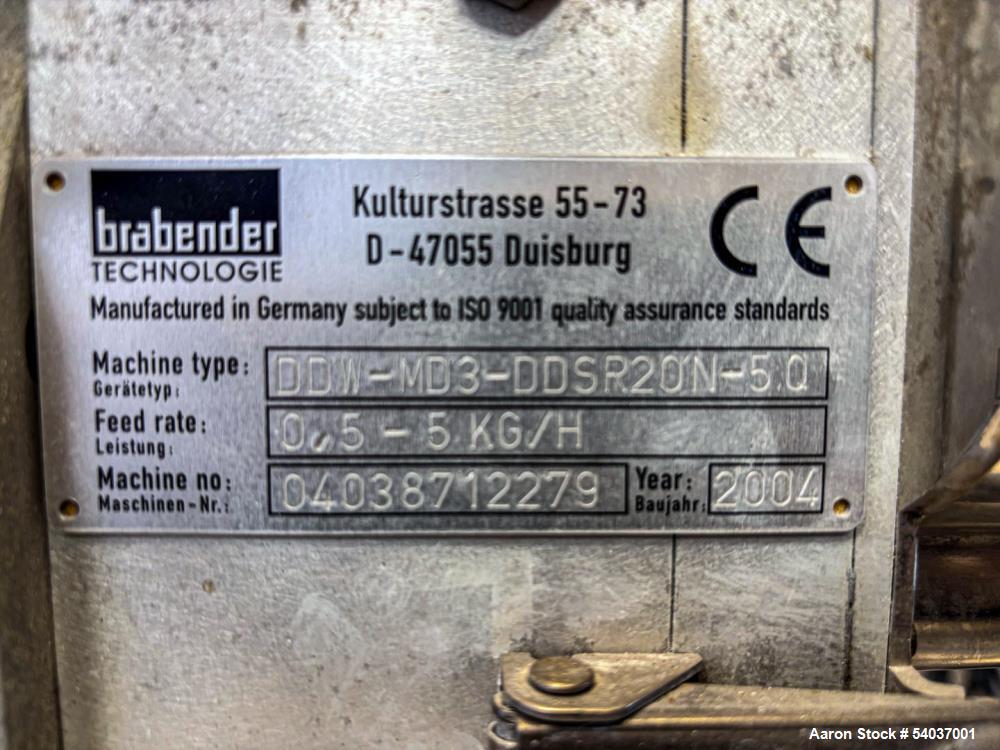 brabender
TECHNOLOGIE
Kulturstrasse 55-73
D-47055 Duisburg
CE
Manufactured in Germany subject to ISO 9001 quality assurance standards
Machine type: DDW-MD3-DDSR20N-5.Q
Gerätetyp:
Feed rate: 0,5 - 5 KG/H
Leistung:
Machine no: 04038712279 Year: 2004
Maschinen-Nr.: Baujahr:
Aaron Stock # 54037001